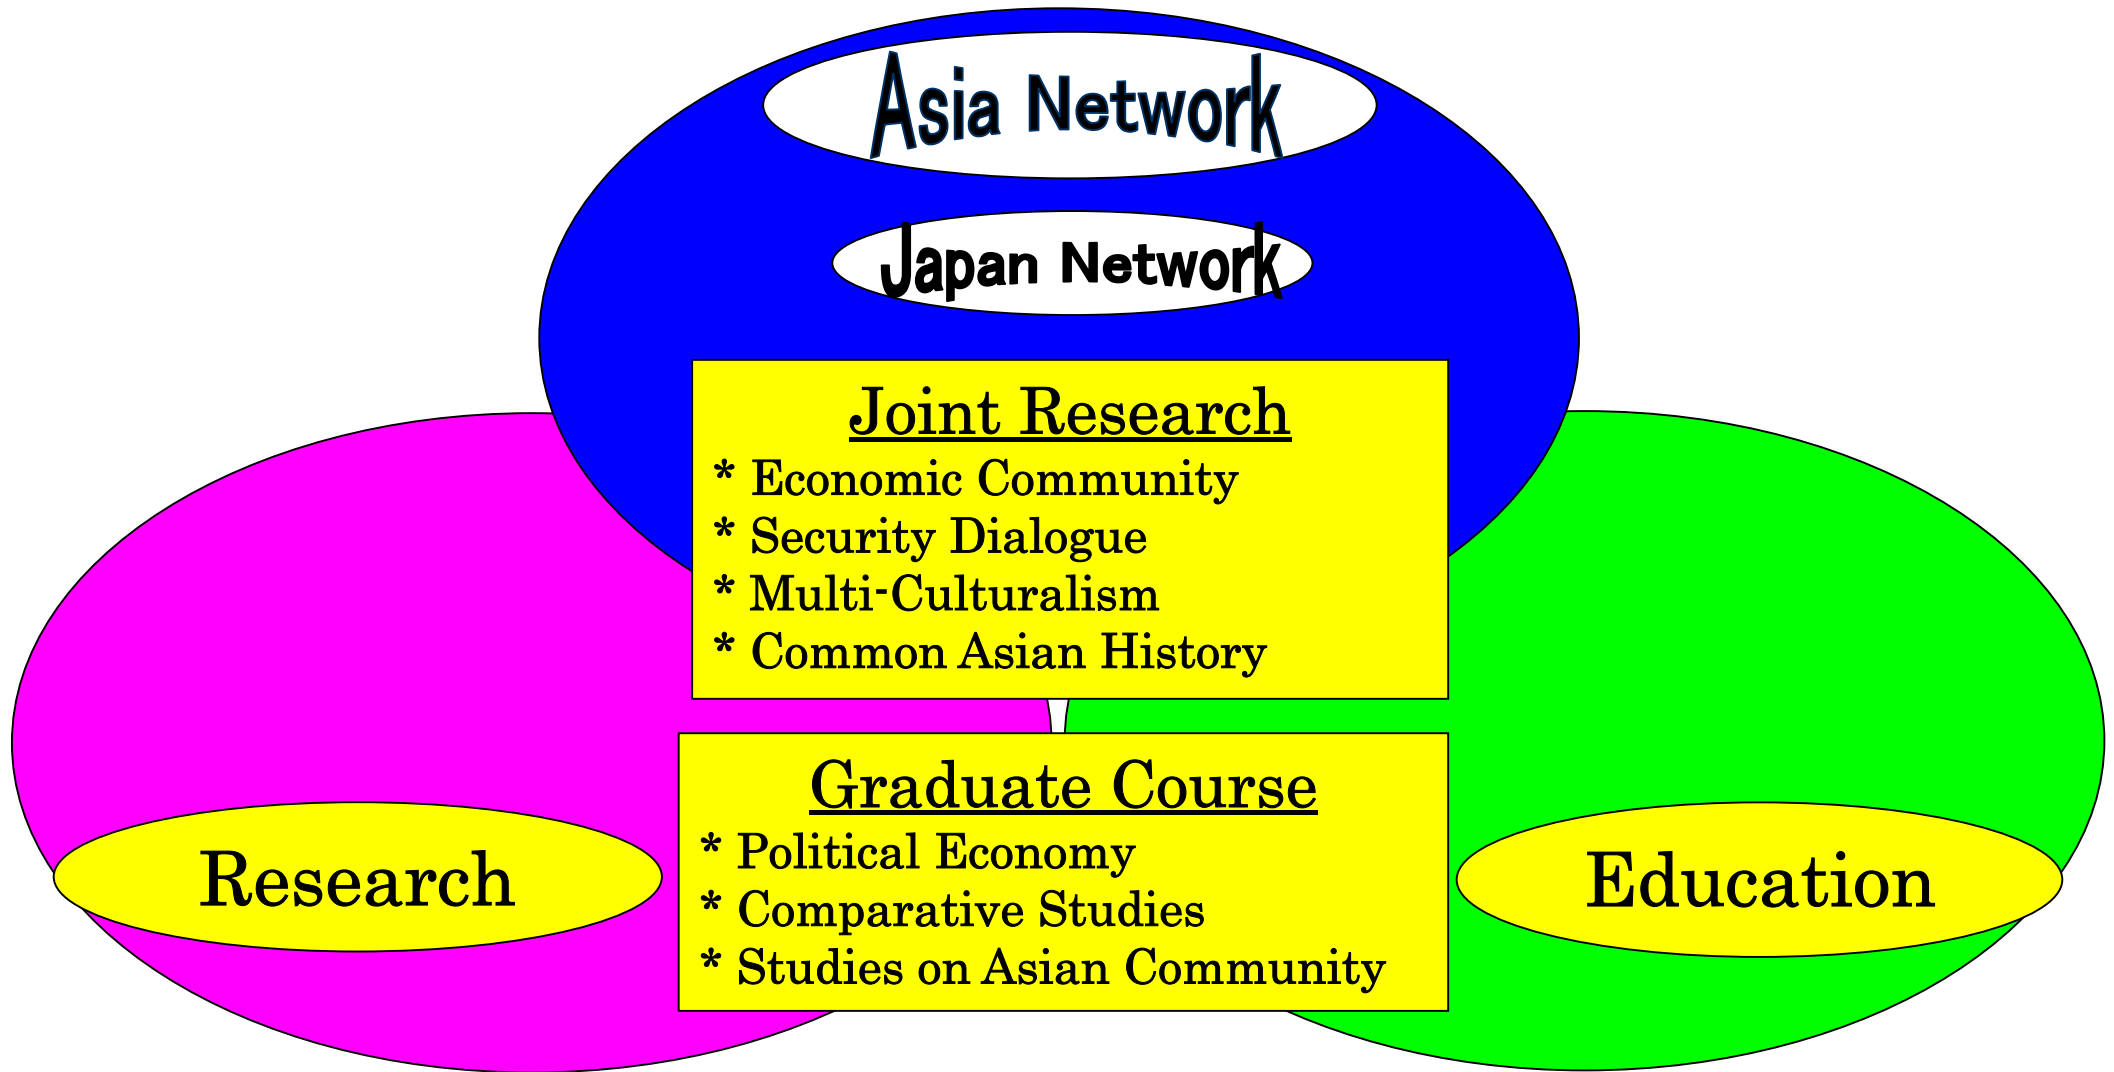 Asia Network
Japan Network
Joint Research
* Economic Community
* Security Dialogue
* Multi-Culturalism
* Common Asian History
Graduate Course
* Political Economy
* Comparative Studies
* Studies on Asian Community
Research
Education